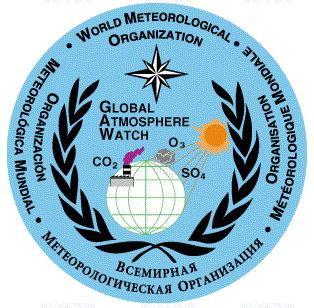 • WORLD METEOROLOGICAL
ORGANIZATION •
ORGANISATION
MÉTÉOROLOGIQUE MONDIALE •
ВСЕМИРНАЯ
МЕТЕОРОЛОГИЧЕСКАЯ ОРГАНИЗАЦИЯ •
ORGANIZACIÓN
METEOROLÓGICA MUNDIAL
GLOBAL
ATMOSPHERE
WATCH
O3
CO2
SO4